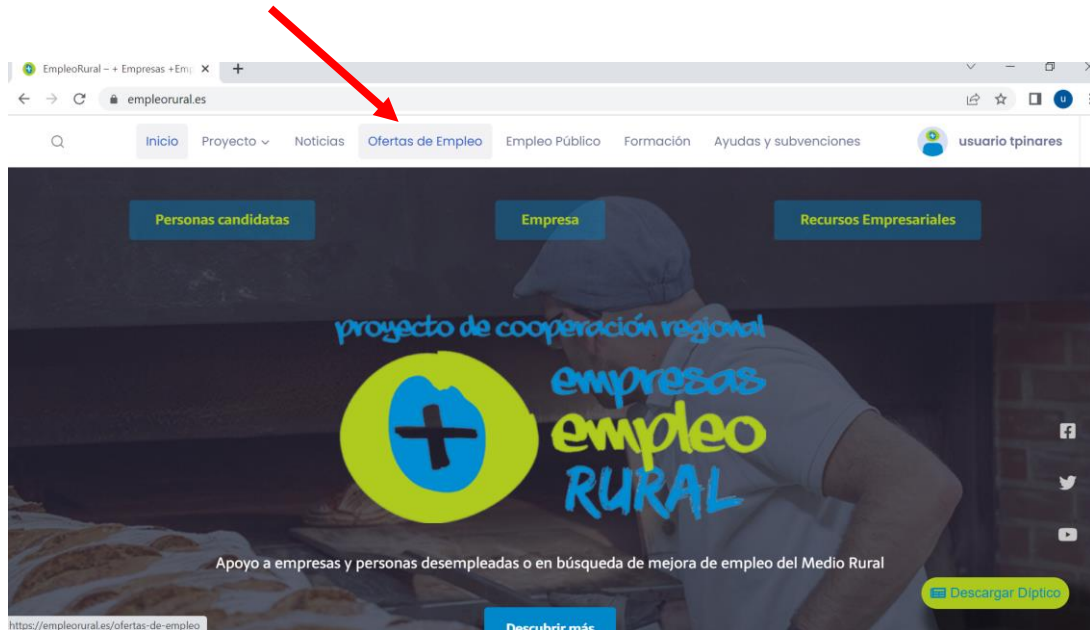 EmpleoRural – + Empresas +Emp
empleorural.es
u
Inicio Proyecto Noticias Ofertas de Empleo Empleo Público Formación Ayudas y subvenciones usuario tpinares
Personas candidatas Empresa Recursos Empresariales
proyecto de cooperación regional
empresas
+ empleo
RURAL
Apoyo a empresas y personas desempleadas o en búsqueda de mejora de empleo del Medio Rural
Descargar Díptico
https://empleorural.es/ofertas-de-empleo
Descubrir más